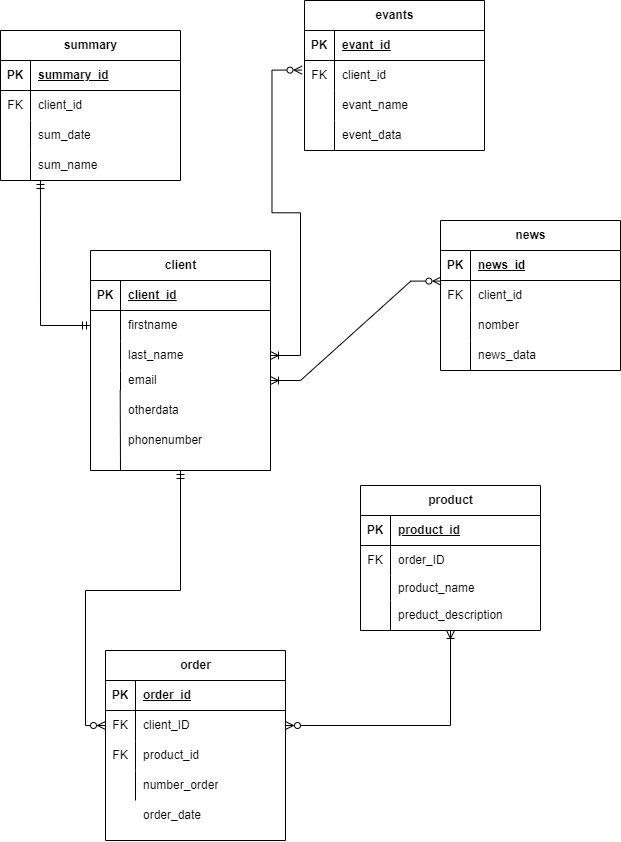 evants
PK evant_id
FK client_id
evant_name
event_data
summary
PK summary_id
FK client_id
sum_date
sum_name
news
PK news_id
FK client_id
nomber
news_data
client
PK client_id
firstname
last_name
email
otherdata
phonenumber
product
PK product_id
FK order_ID
product_name
preduct_description
order
PK order_id
FK client_ID
FK product_id
number_order
order_date